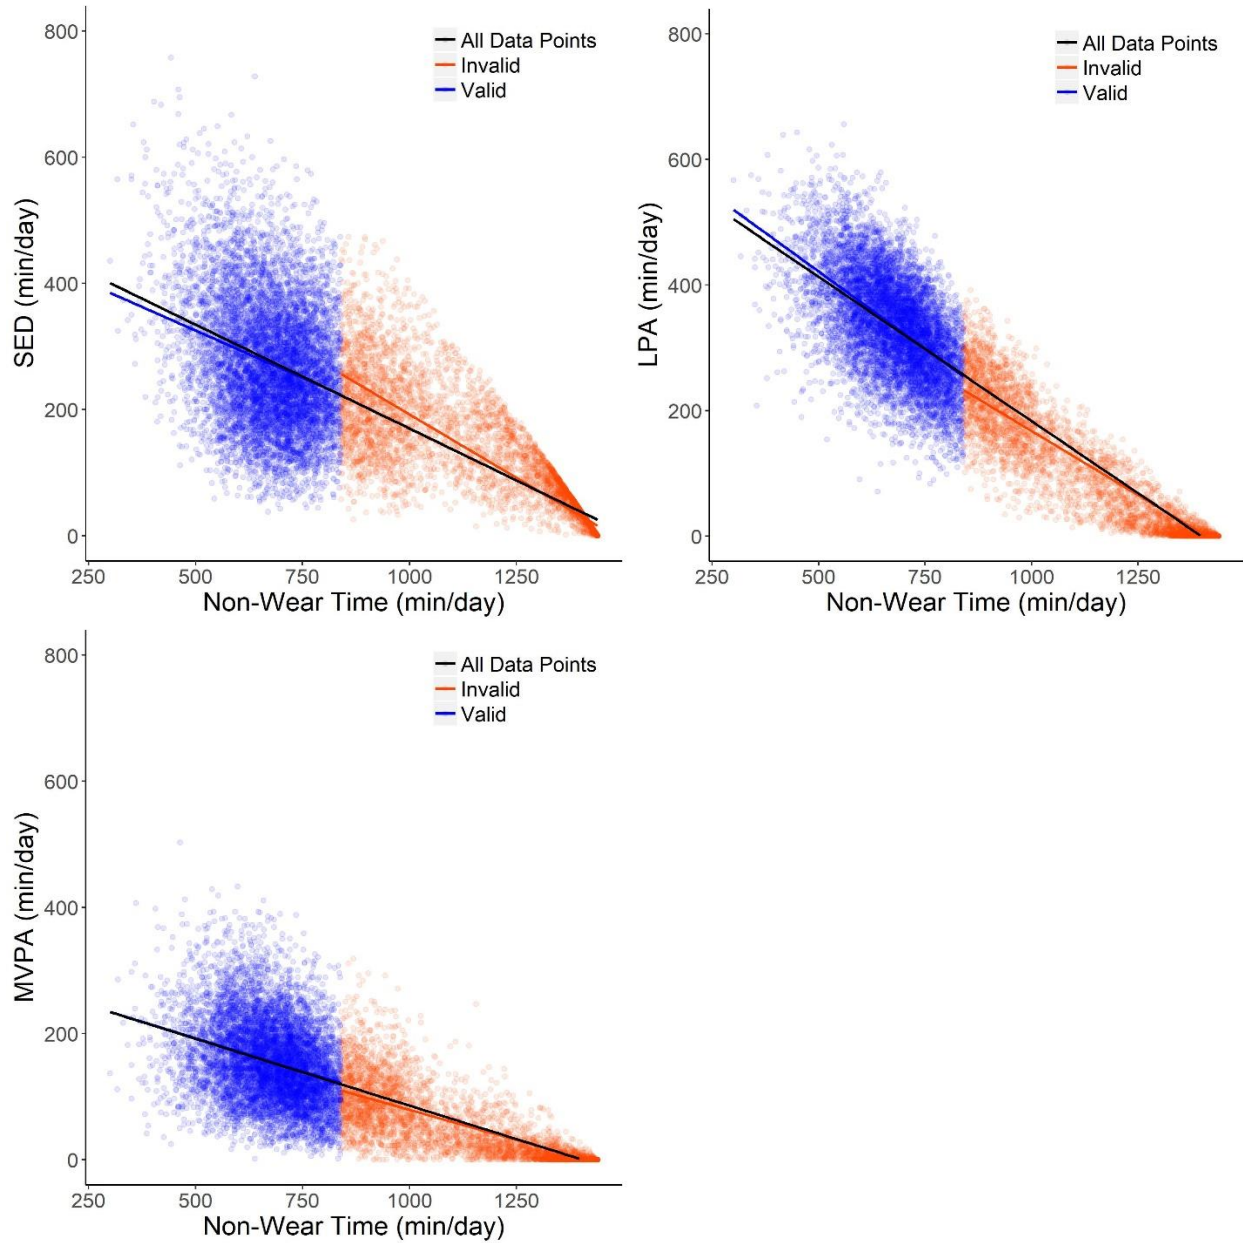 800
600
400
200
0
SED (min/day)
All Data Points
Invalid
Valid
250 500 750 1000 1250
Non-Wear Time (min/day)
800
600
400
200
0
LPA (min/day)
All Data Points
Invalid
Valid
250 500 750 1000 1250
Non-Wear Time (min/day)
800
600
400
200
0
MVPA (min/day)
All Data Points
Invalid
Valid
250 500 750 1000 1250
Non-Wear Time (min/day)